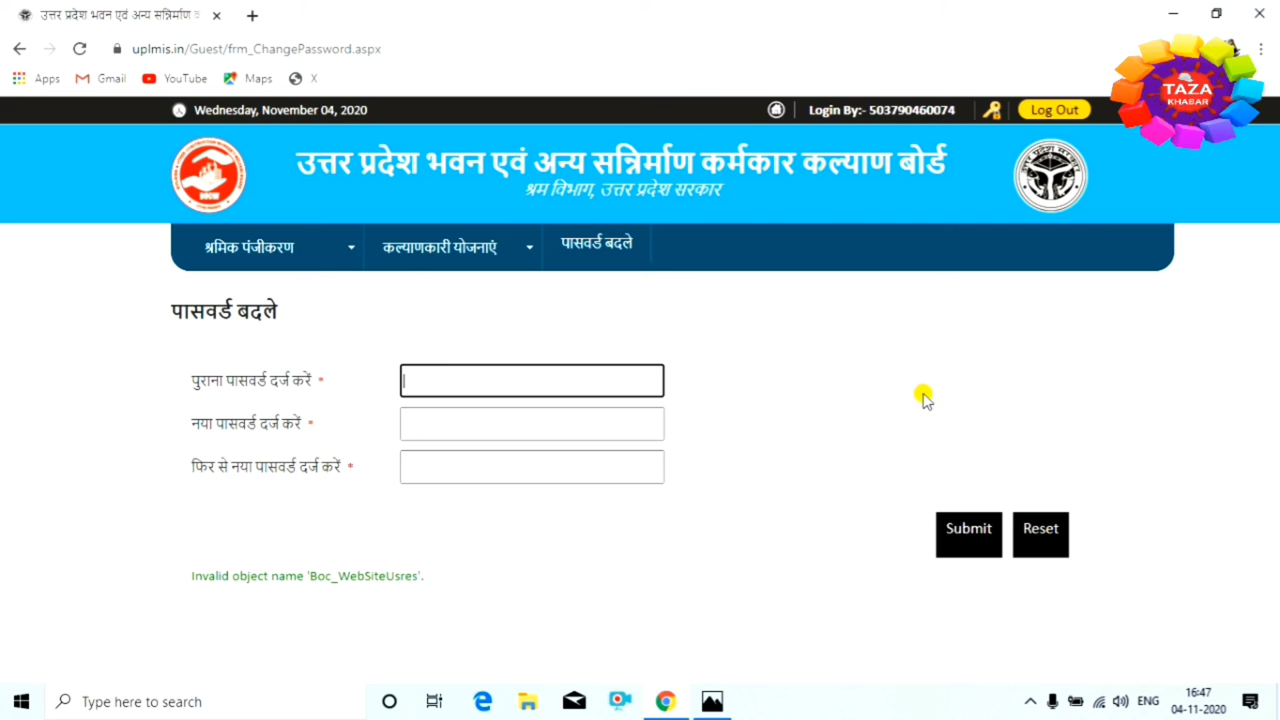 उत्तर प्रदेश भवन एवं अन्य सन्निर्माण
uplmis.in/Guest/frm_ChangePassword.aspx
Apps Gmail YouTube Maps X
TAZA
KHABAR
Wednesday, November 04, 2020 Login By:- 503790460074 Log Out
उत्तर प्रदेश भवन एवं अन्य सन्निर्माण कर्मकार कल्याण बोर्ड
श्रम विभाग, उत्तर प्रदेश सरकार
श्रमिक पंजीकरण कल्याणकारी योजनाएं पासवर्ड बदले
पासवर्ड बदले
पुराना पासवर्ड दर्ज करें *
नया पासवर्ड दर्ज करें *
फिर से नया पासवर्ड दर्ज करें *
Submit Reset
Invalid object name 'Boc_WebSiteUsres'.
Type here to search
ENG
16:47
04-11-2020